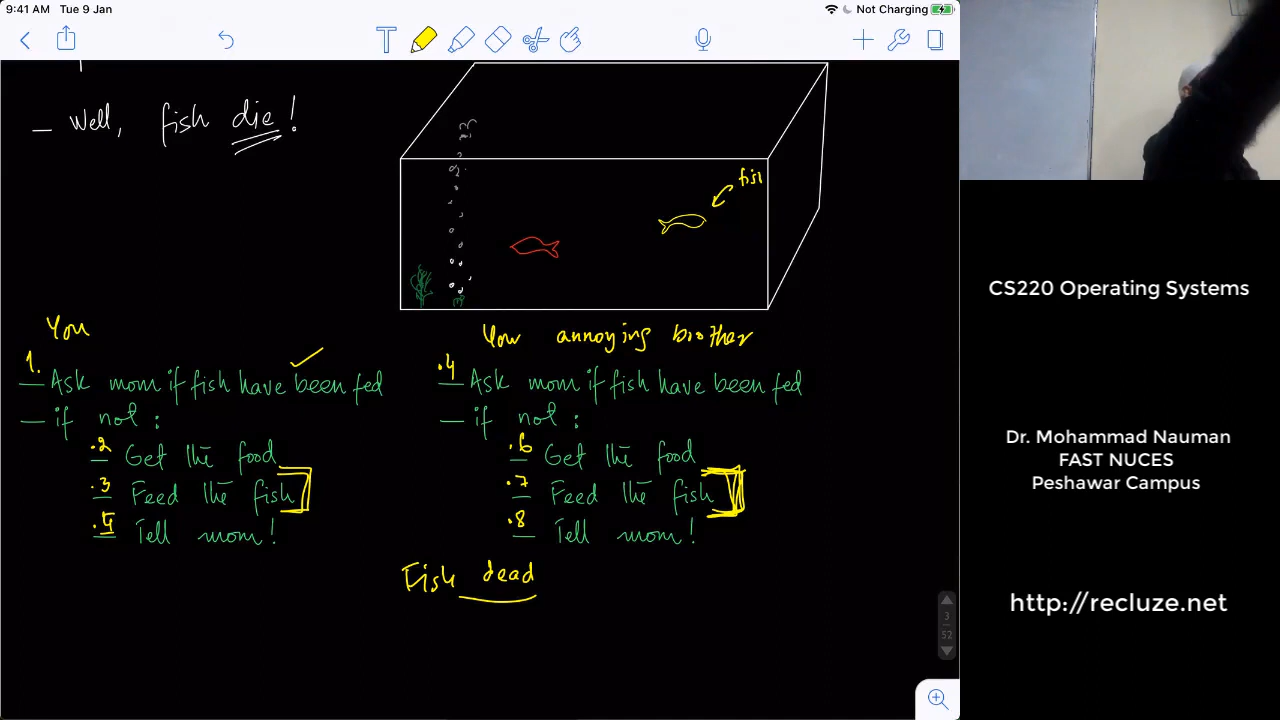 9:41 AM Tue 9 Jan
Not Charging
T
— Well, fish die!
fish
You
Your annoying brother
1.
— Ask mom if fish have been fed
— if not:
.2 — Get the food
.3 — Feed the fish
.5 — Tell mom!
.4
— Ask mom if fish have been fed
— if not:
.6 — Get the food
.7 — Feed the fish
.8 — Tell mom!
Fish dead
3
52
CS220 Operating Systems
Dr. Mohammad Nauman
FAST NUCES
Peshawar Campus
http://recluze.net